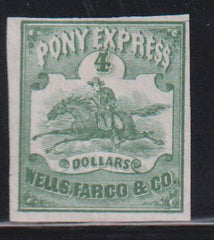 PONY EXPRESS
4
DOLLARS
WELLS, FARGO & CO.